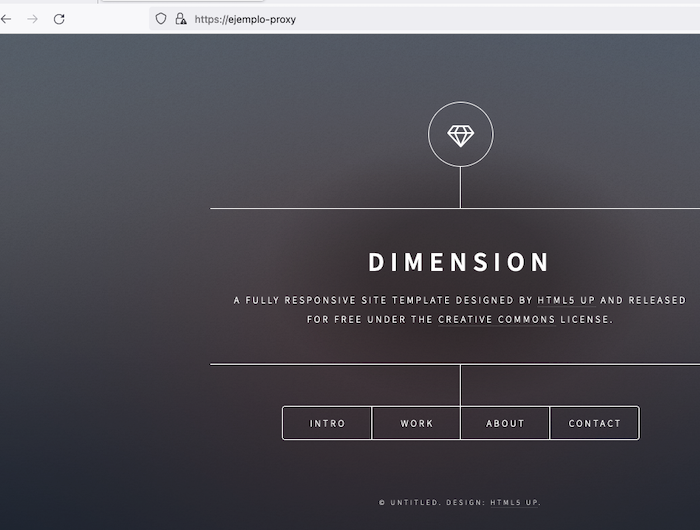 https://ejemplo-proxy
DIMENSION
A FULLY RESPONSIVE SITE TEMPLATE DESIGNED BY HTML5 UP AND RELEASED
FOR FREE UNDER THE CREATIVE COMMONS LICENSE.
INTRO WORK ABOUT CONTACT
© UNTITLED. DESIGN: HTML5 UP.